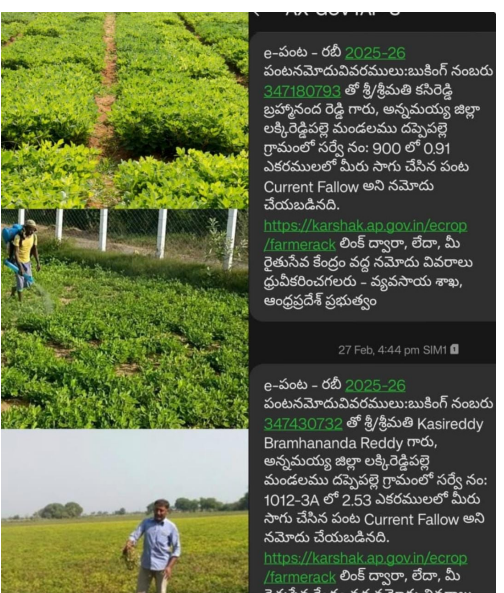 e-పంట - రబీ 2025-26
పంటనమోదువివరములు:బుకింగ్ నంబరు
347180793 తో శ్రీ/శ్రీమతి కసిరెడ్డి
బ్రహ్మానంద రెడ్డి గారు, అన్నమయ్య జిల్లా
లక్కిరెడ్డిపల్లె మండలము దప్పెపల్లె
గ్రామంలో సర్వే నం: 900 లో 0.91
ఎకరములలో మీరు సాగు చేసిన పంట
Current Fallow అని నమోదు
చేయబడినది.
https://karshak.ap.gov.in/ecrop
/farmerack లింక్ ద్వారా, లేదా, మీ
రైతుసేవ కేంద్రం వద్ద నమోదు వివరాలు
ధ్రువీకరించగలరు - వ్యవసాయ శాఖ,
ఆంధ్రప్రదేశ్ ప్రభుత్వం
27 Feb, 4:44 pm SIM1
e-పంట - రబీ 2025-26
పంటనమోదువివరములు:బుకింగ్ నంబరు
347430732 తో శ్రీ/శ్రీమతి Kasireddy
Bramhananda Reddy గారు,
అన్నమయ్య జిల్లా లక్కిరెడ్డిపల్లె
మండలము దప్పెపల్లె గ్రామంలో సర్వే నం:
1012-3A లో 2.53 ఎకరములలో మీరు
సాగు చేసిన పంట Current Fallow అని
నమోదు చేయబడినది.
https://karshak.ap.gov.in/ecrop
/farmerack లింక్ ద్వారా, లేదా, మీ